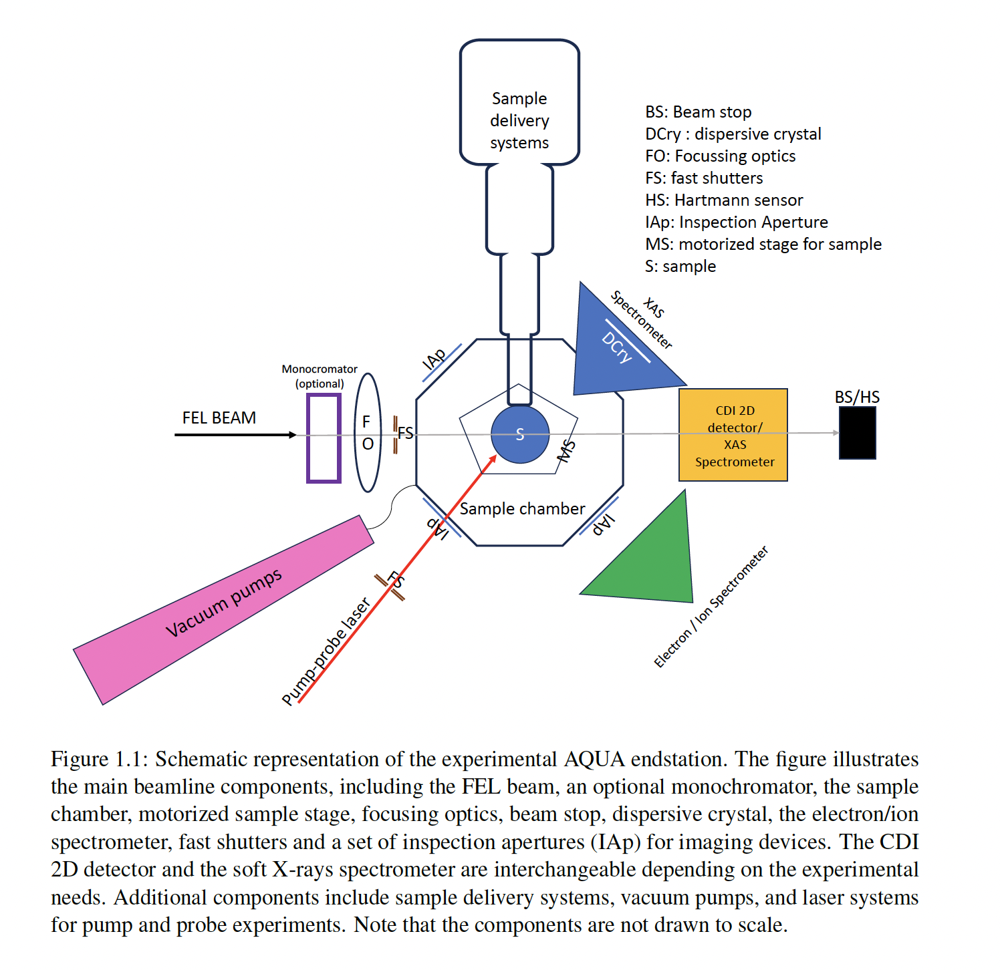 Sample
delivery
systems
BS: Beam stop
DCry : dispersive crystal
FO: Focussing optics
FS: fast shutters
HS: Hartmann sensor
IAp: Inspection Aperture
MS: motorized stage for sample
S: sample
XAS
Spectrometer
DCry
IAp
Monocromator
(optional)
FEL BEAM
F
O
FS
S
MS
CDI 2D
detector/
XAS
Spectrometer
BS/HS
Sample chamber
IAp
IAp
FS
Vacuum pumps
Pump-probe laser
Electron / Ion Spectrometer
Figure 1.1: Schematic representation of the experimental AQUA endstation. The figure illustrates
the main beamline components, including the FEL beam, an optional monochromator, the sample
chamber, motorized sample stage, focusing optics, beam stop, dispersive crystal, the electron/ion
spectrometer, fast shutters and a set of inspection apertures (IAp) for imaging devices. The CDI
2D detector and the soft X-rays spectrometer are interchangeable depending on the experimental
needs. Additional components include sample delivery systems, vacuum pumps, and laser systems
for pump and probe experiments. Note that the components are not drawn to scale.